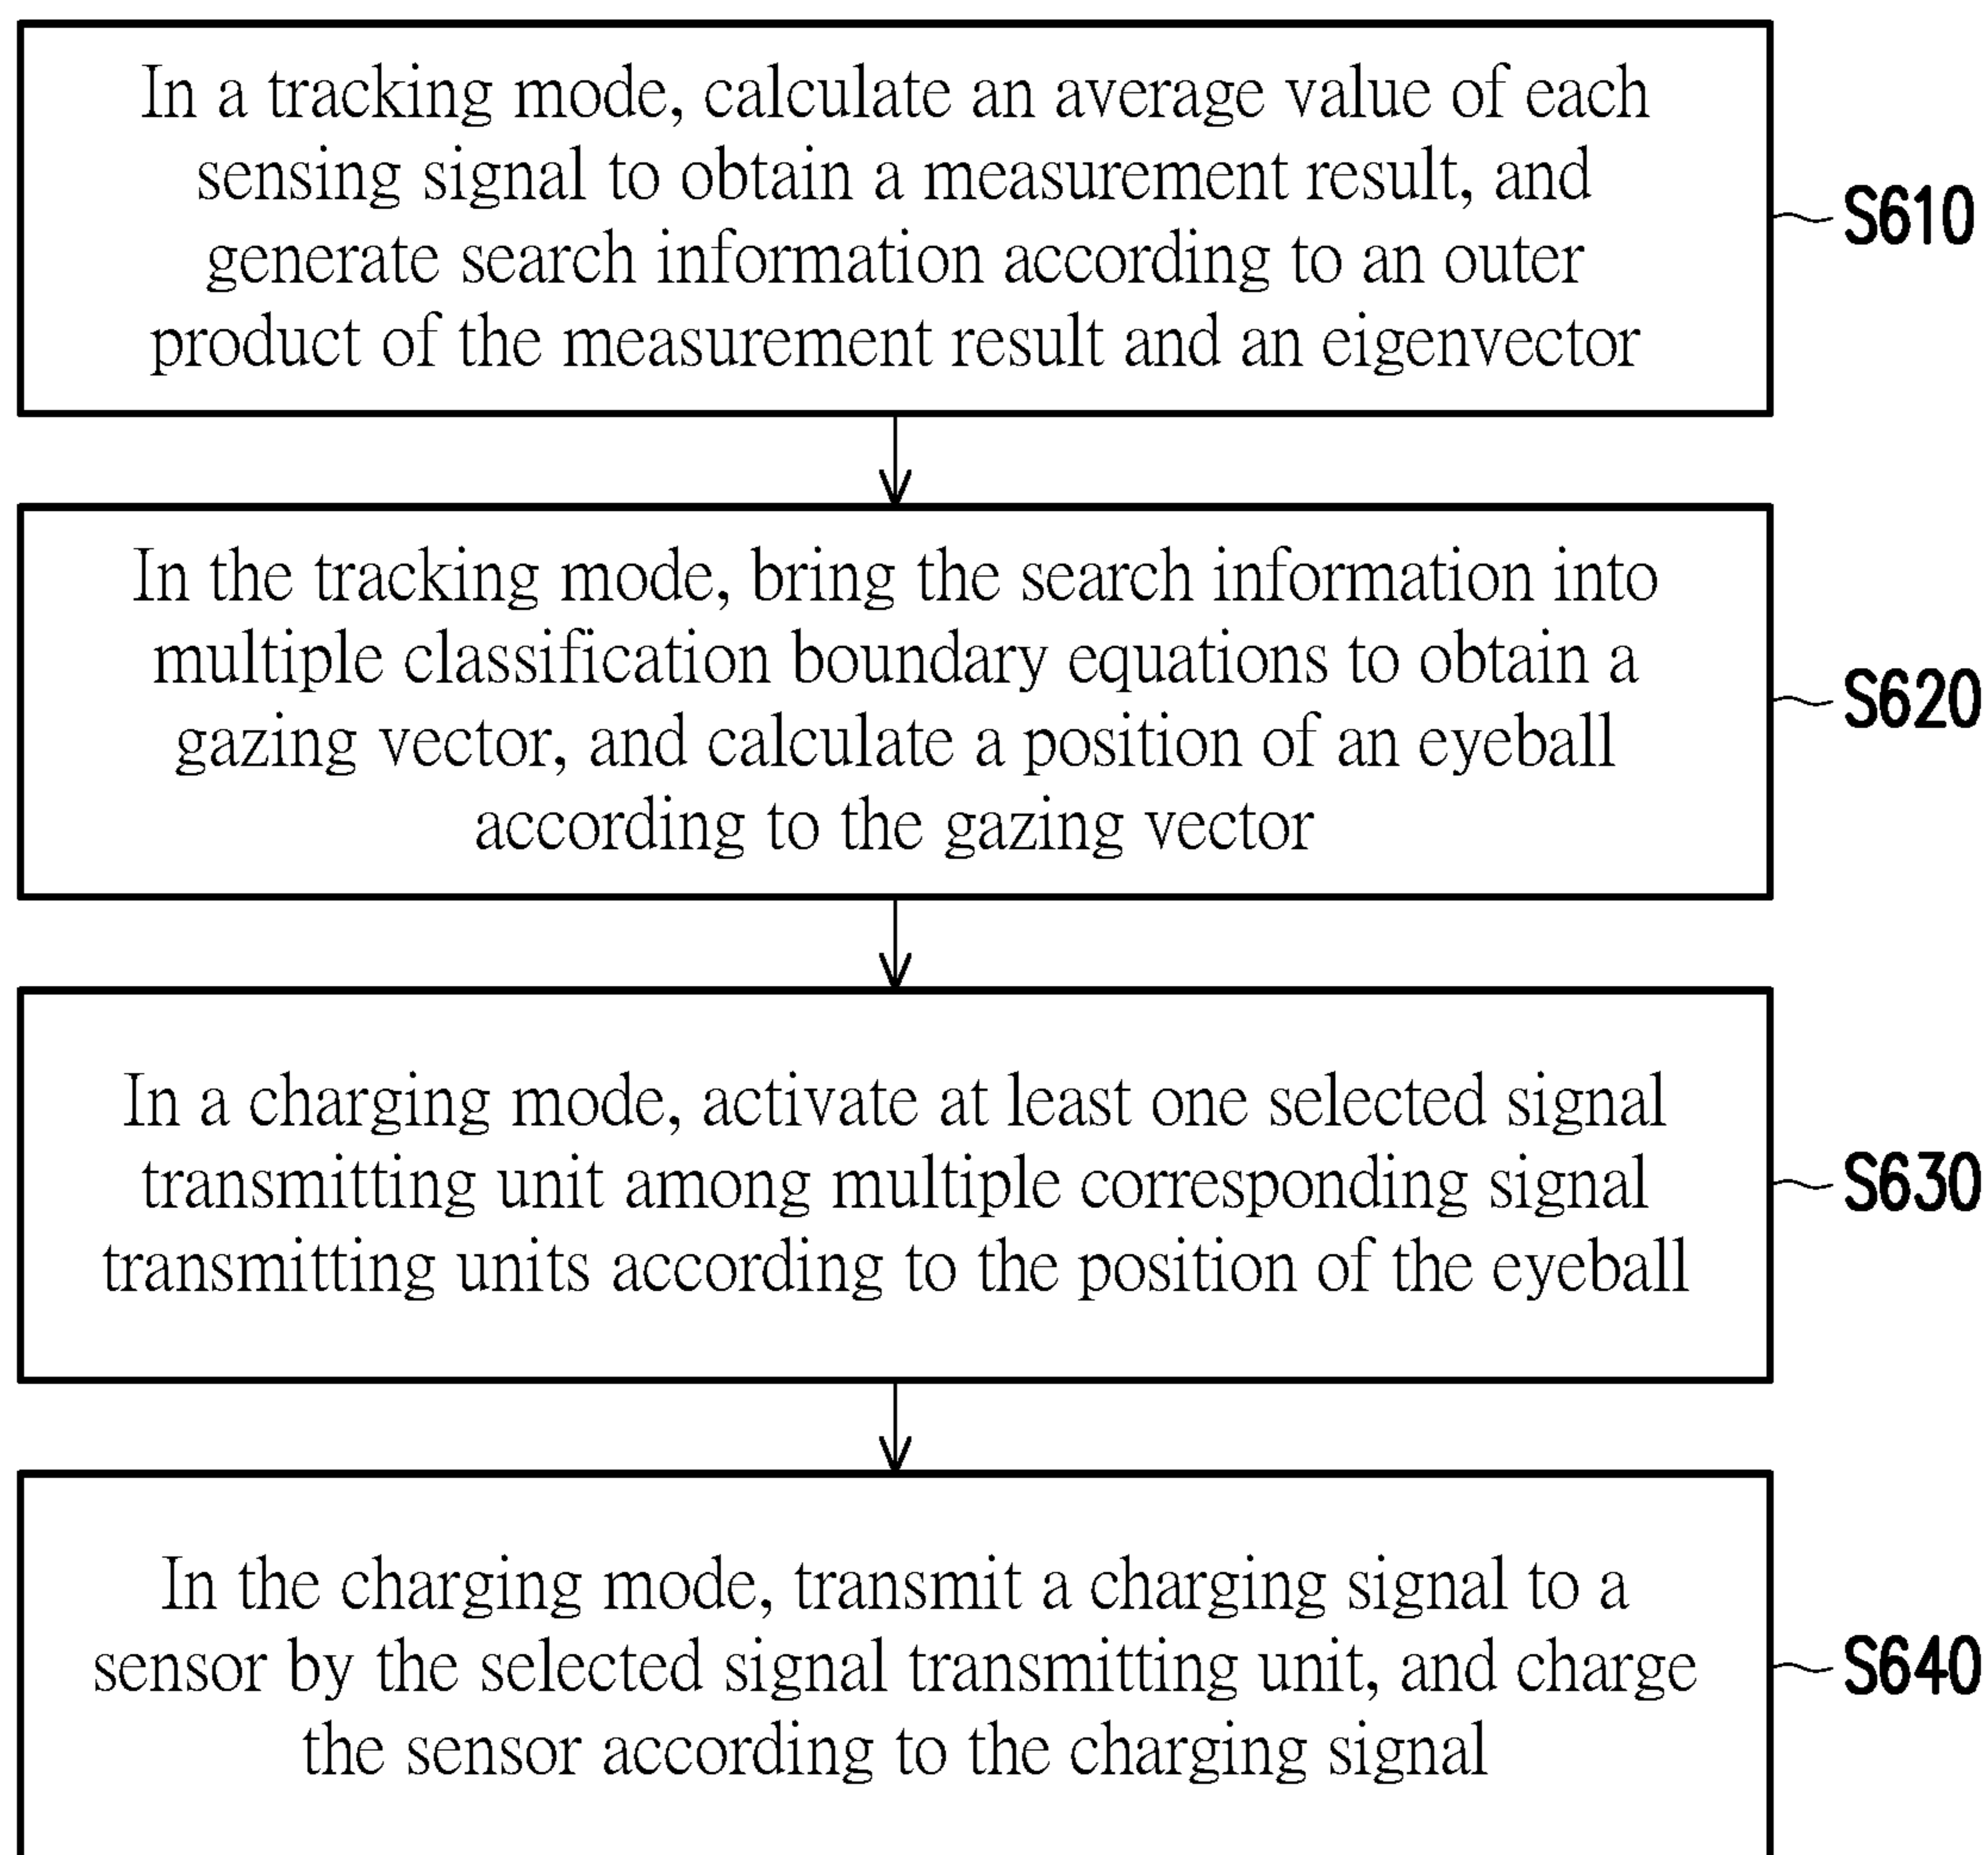 In a tracking mode, calculate an average value of each
sensing signal to obtain a measurement result, and
generate search information according to an outer
product of the measurement result and an eigenvector
S610
In the tracking mode, bring the search information into
multiple classification boundary equations to obtain a
gazing vector, and calculate a position of an eyeball
according to the gazing vector
S620
In a charging mode, activate at least one selected signal
transmitting unit among multiple corresponding signal
transmitting units according to the position of the eyeball
S630
In the charging mode, transmit a charging signal to a
sensor by the selected signal transmitting unit, and charge
the sensor according to the charging signal
S640